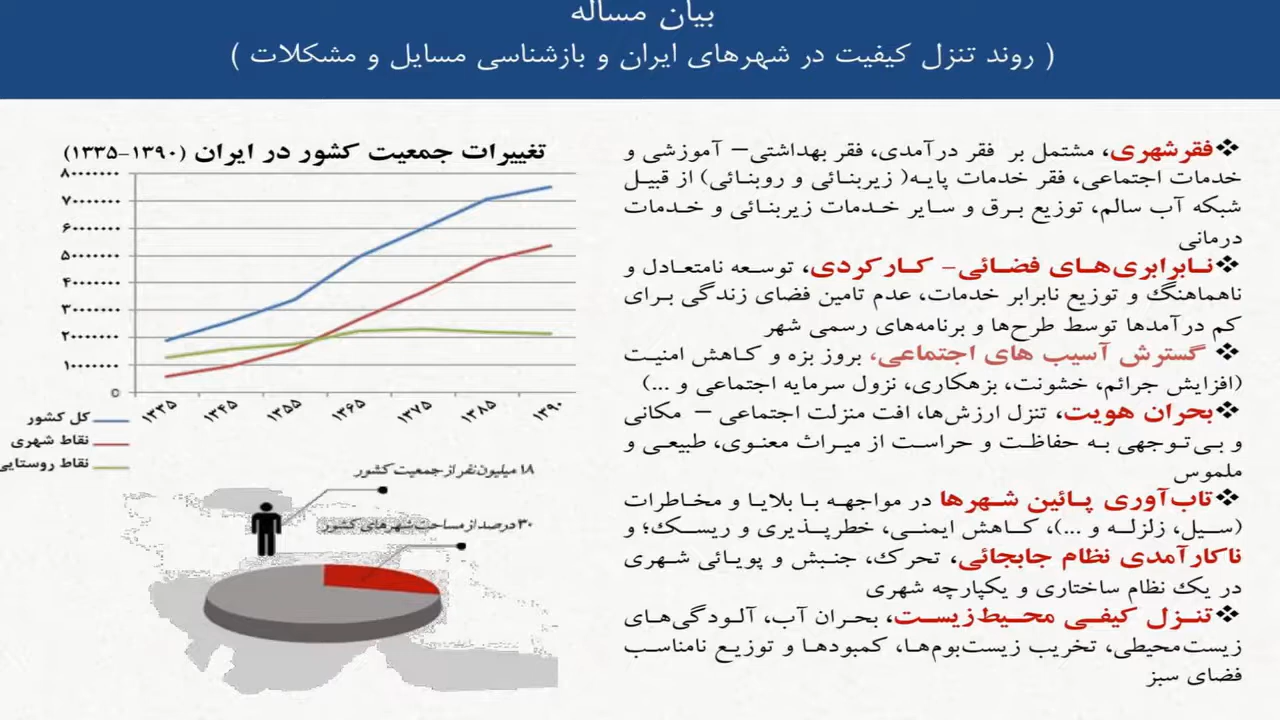 بیان مساله
( روند تنزل کیفیت در شهرهای ایران و بازشناسی مسایل و مشکلات )
❖فقرشهری، مشتمل بر فقر درآمدی، فقر بهداشتی– آموزشی و
خدمات اجتماعی، فقر خدمات پایه( زیربنائی و روبنائی) از قبیل
شبکه آب سالم، توزیع برق و سایر خدمات زیربنائی و خدمات
درمانی
❖نابرابری‌های فضائی- کارکردی، توسعه نامتعادل و
ناهماهنگ و توزیع نابرابر خدمات، عدم تامین فضای زندگی برای
کم درآمدها توسط طرح‌ها و برنامه‌های رسمی شهر
❖ گسترش آسیب های اجتماعی، بروز بزه و کاهش امنیت
(افزایش جرائم، خشونت، بزهکاری، نزول سرمایه اجتماعی و ...)
❖بحران هویت، تنزل ارزش‌ها، افت منزلت اجتماعی – مکانی
و بی‌توجهی به حفاظت و حراست از میراث معنوی، طبیعی و
ملموس
❖تاب‌آوری پائین شهرها در مواجهه با بلایا و مخاطرات
(سیل، زلزله و ...)، کاهش ایمنی، خطرپذیری و ریسک؛ و
ناکارآمدی نظام جابجائی، تحرک، جنبش و پویائی شهری
در یک نظام ساختاری و یکپارچه شهری
❖تنزل کیفی محیط‌زیست، بحران آب، آلودگی‌های
زیست‌محیطی، تخریب زیست‌بوم‌ها، کمبودها و توزیع نامناسب
فضای سبز
تغییرات جمعیت کشور در ایران (۱۳۹۰-۱۳۳۵)
۸۰۰۰۰۰۰۰
۷۰۰۰۰۰۰۰
۶۰۰۰۰۰۰۰
۵۰۰۰۰۰۰۰
۴۰۰۰۰۰۰۰
۳۰۰۰۰۰۰۰
۲۰۰۰۰۰۰۰
۱۰۰۰۰۰۰۰
۰
۱۳۳۵ ۱۳۴۵ ۱۳۵۵ ۱۳۶۵ ۱۳۷۵ ۱۳۸۵ ۱۳۹۰
کل کشور
نقاط شهری
نقاط روستایی
۱۸ میلیون نفر از جمعیت کشور
۳۰ درصد از مساحت شهرهای کشور